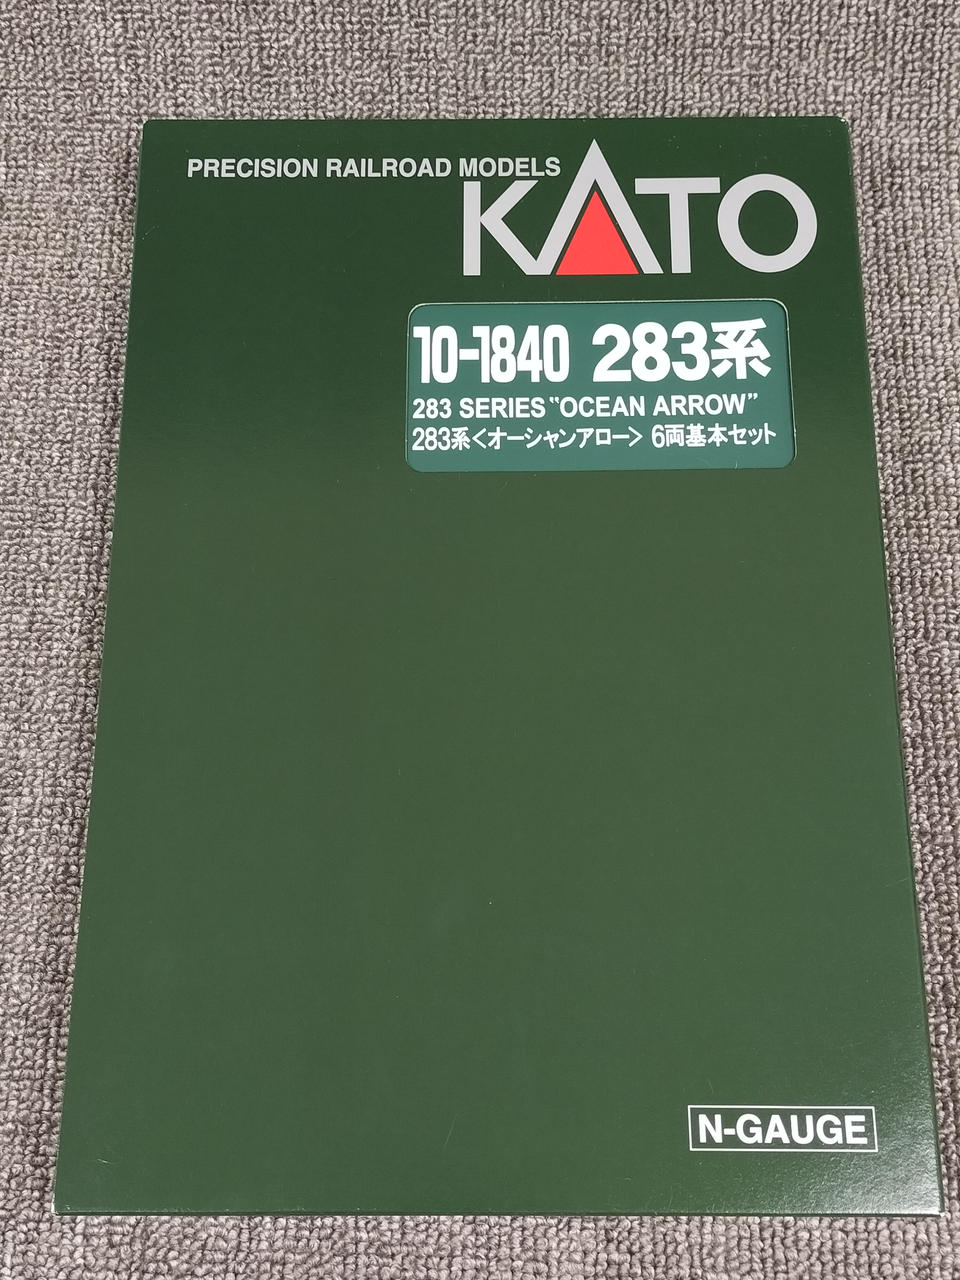 PRECISION RAILROAD MODELS
KATO
10-1840 283系
283 SERIES "OCEAN ARROW"
283系<オーシャンアロー> 6両基本セット
N-GAUGE